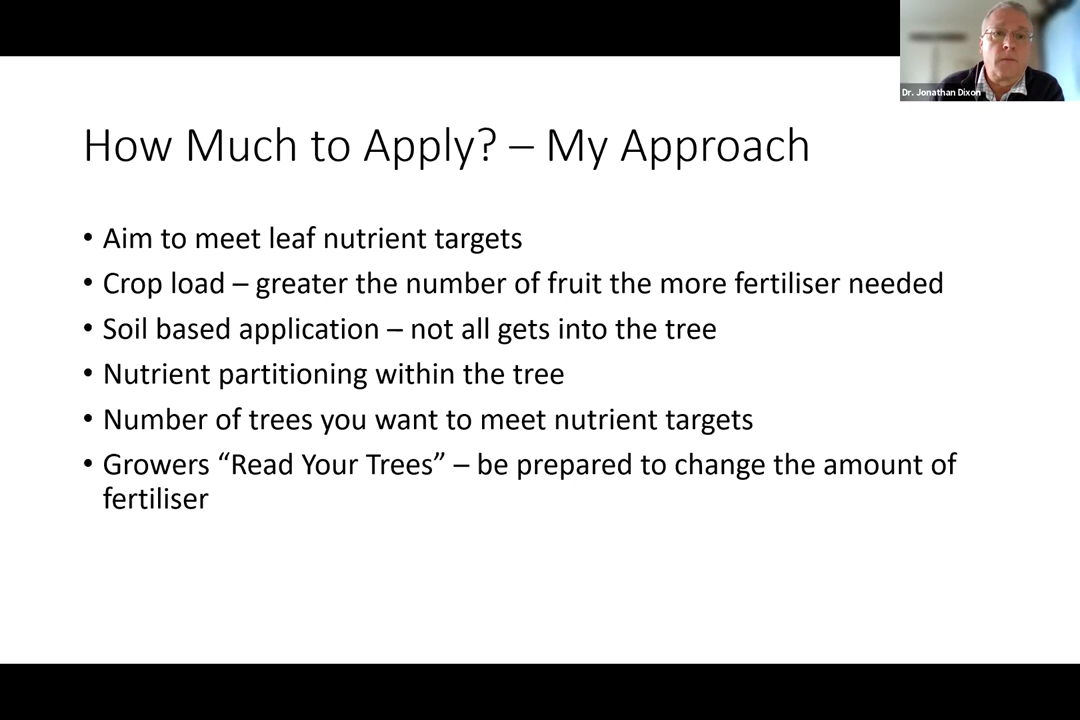 Dr. Jonathan Dixon
How Much to Apply? – My Approach
• Aim to meet leaf nutrient targets
• Crop load – greater the number of fruit the more fertiliser needed
• Soil based application – not all gets into the tree
• Nutrient partitioning within the tree
• Number of trees you want to meet nutrient targets
• Growers “Read Your Trees” – be prepared to change the amount of
fertiliser